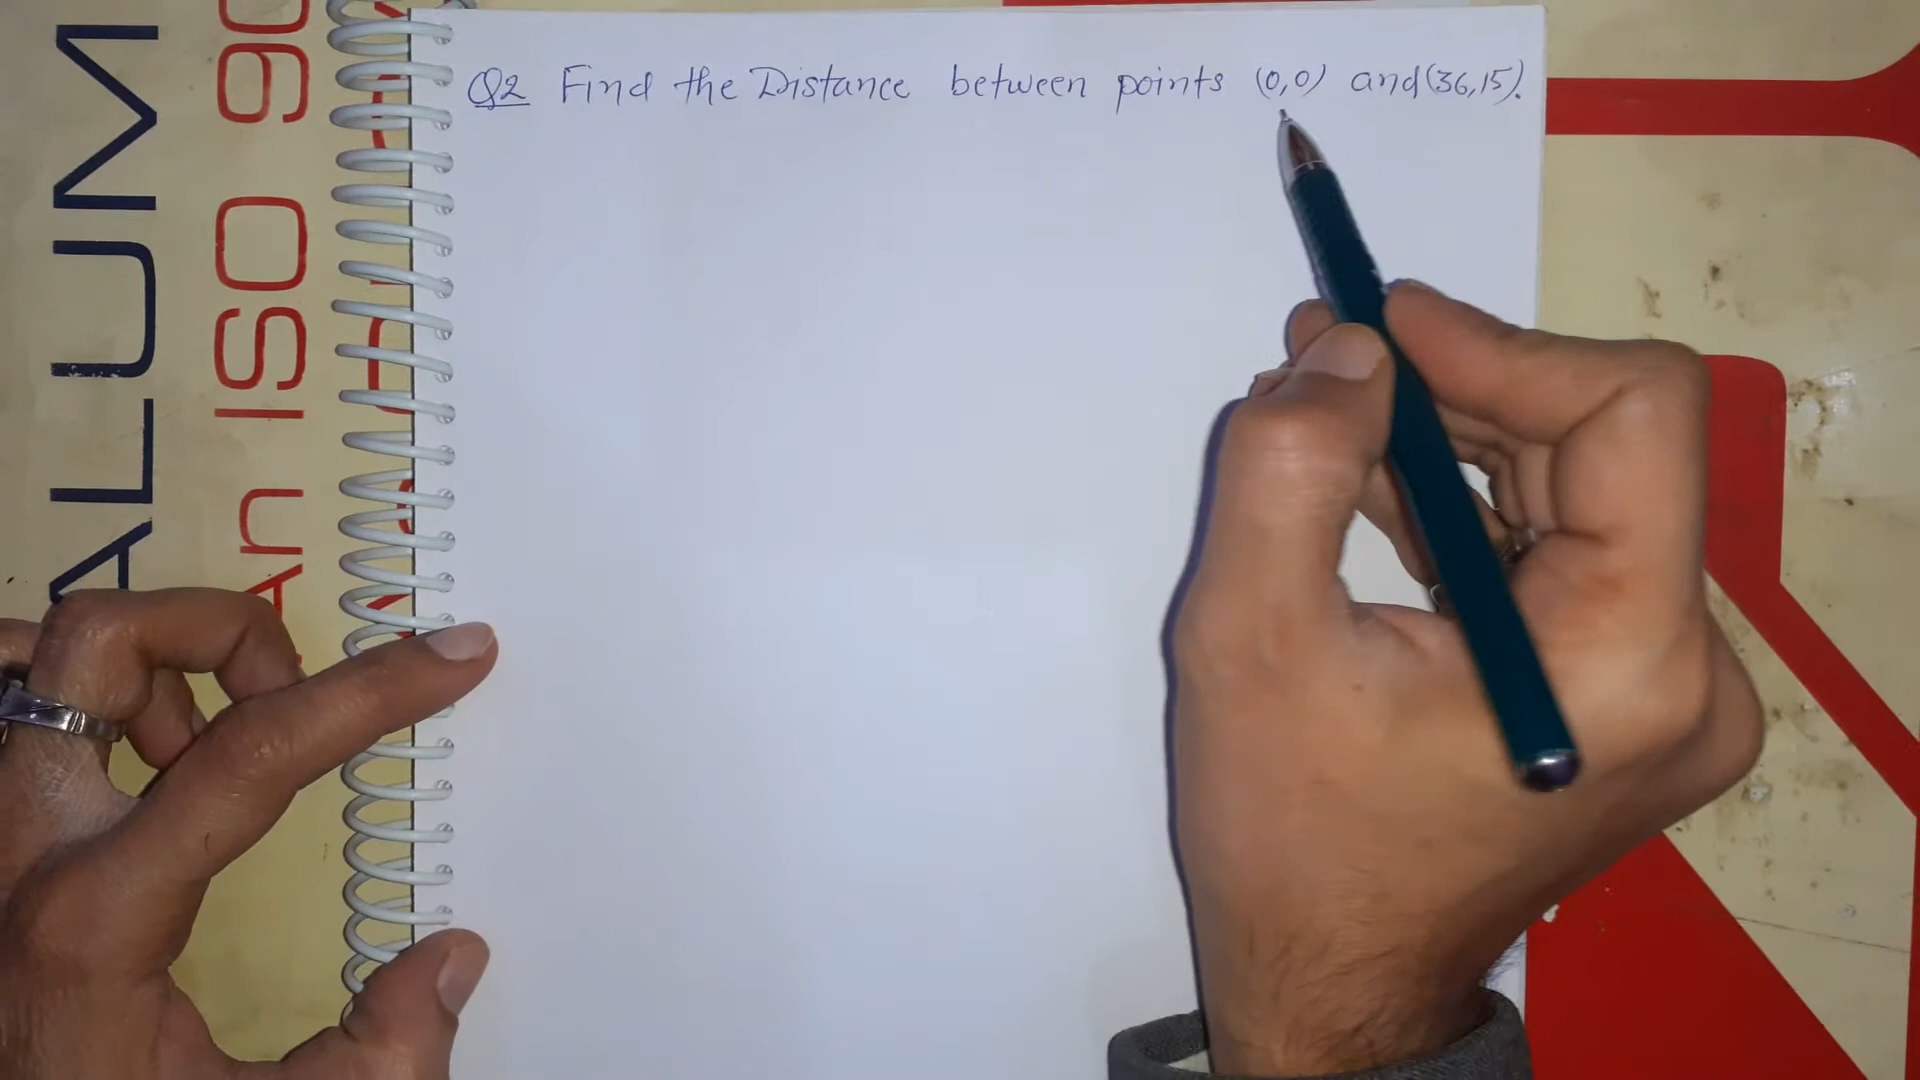 Q2 Find the Distance between points (0,0) and (36,15).
ALUM
An ISO 90